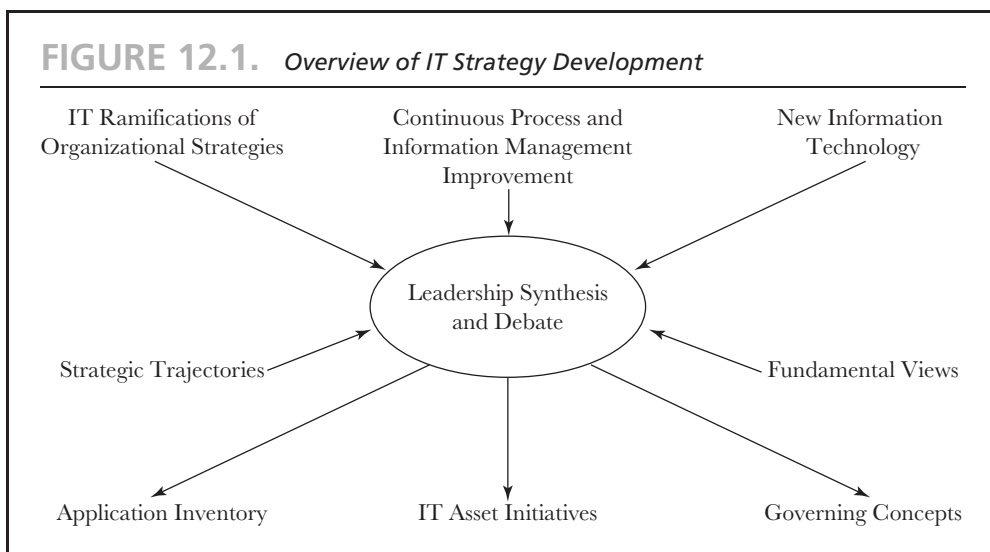 FIGURE 12.1. Overview of IT Strategy Development
IT Ramifications of
Organizational Strategies
Continuous Process and
Information Management
Improvement
New Information
Technology
Leadership Synthesis
and Debate
Strategic Trajectories
Fundamental Views
Application Inventory
IT Asset Initiatives
Governing Concepts